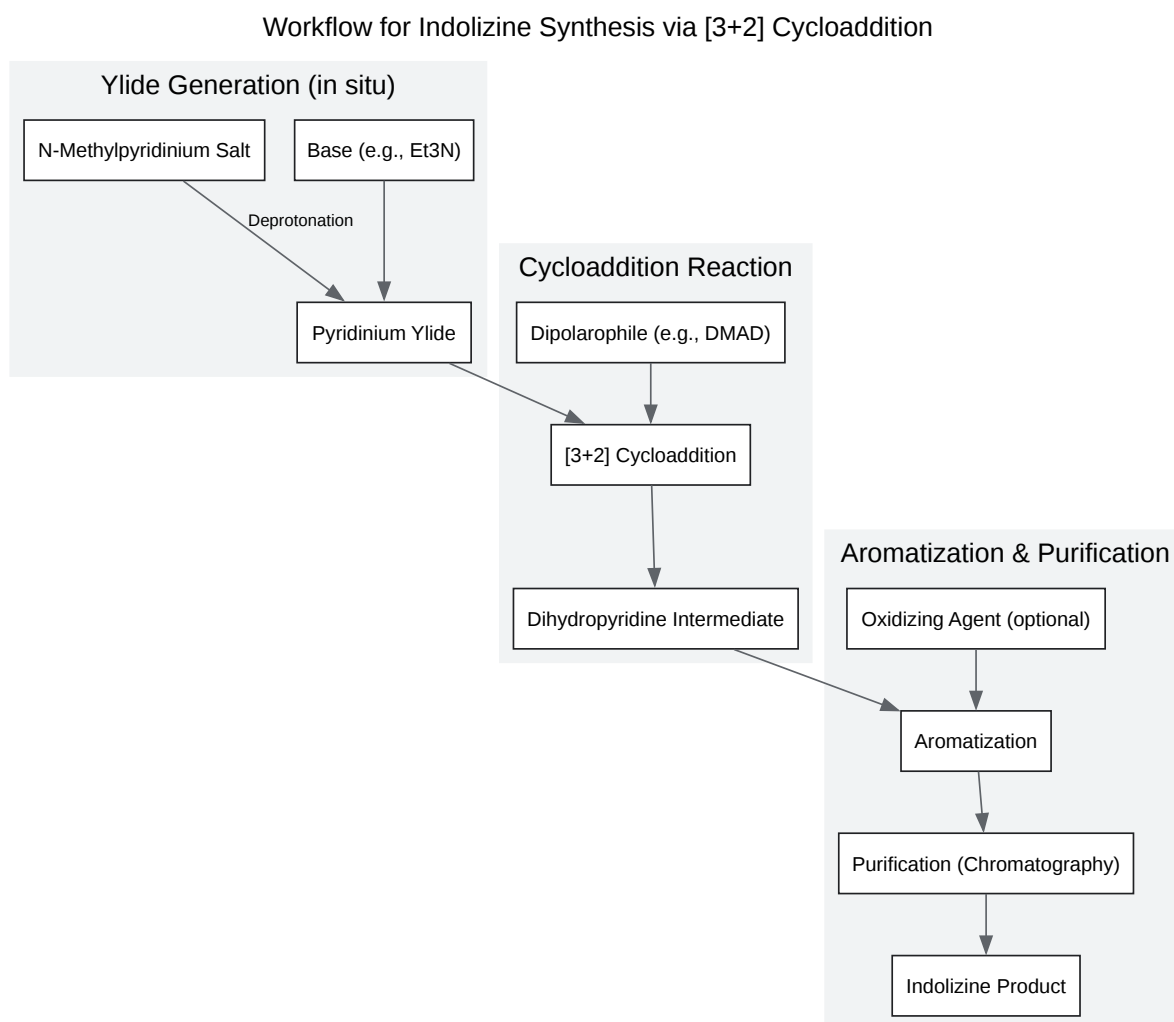 Workflow for Indolizine Synthesis via [3+2] Cycloaddition
Ylide Generation (in situ)
N-Methylpyridinium Salt
Base (e.g., Et3N)
Deprotonation
Pyridinium Ylide
Cycloaddition Reaction
Dipolarophile (e.g., DMAD)
[3+2] Cycloaddition
Dihydropyridine Intermediate
Aromatization & Purification
Oxidizing Agent (optional)
Aromatization
Purification (Chromatography)
Indolizine Product